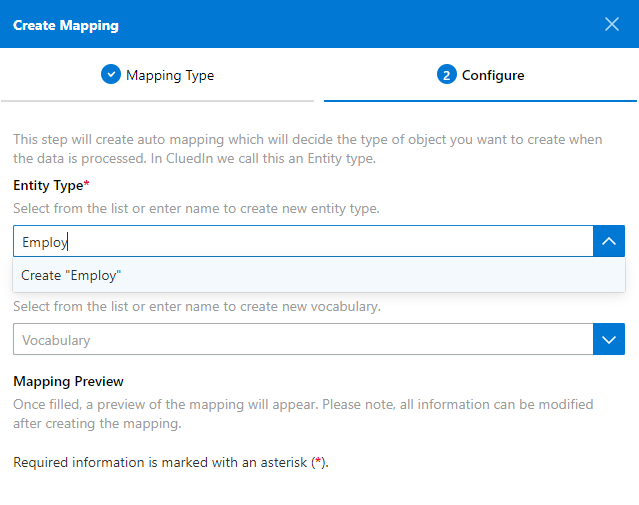 Create Mapping
Mapping Type
2 Configure
This step will create auto mapping which will decide the type of object you want to create when
the data is processed. In CluedIn we call this an Entity type.
Entity Type*
Select from the list or enter name to create new entity type.
Employ
Create "Employ"
Select from the list or enter name to create new vocabulary.
Vocabulary
Mapping Preview
Once filled, a preview of the mapping will appear. Please note, all information can be modified
after creating the mapping.
Required information is marked with an asterisk (*).